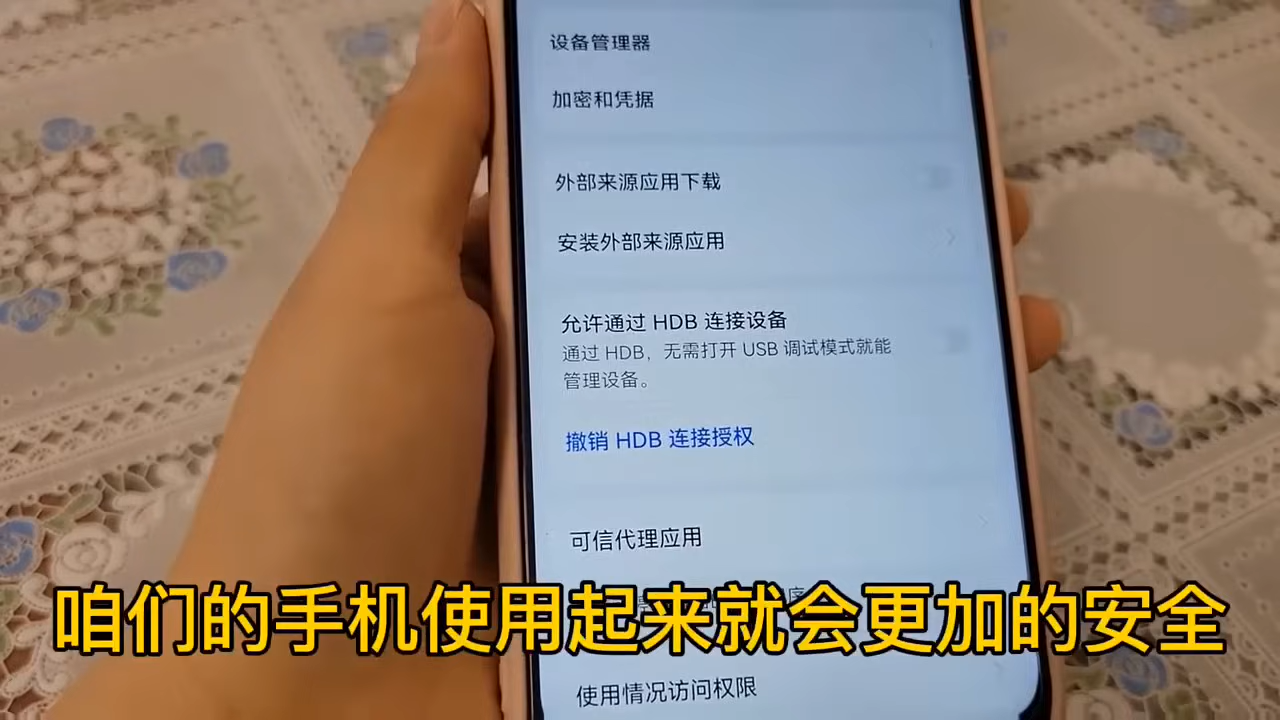 设备管理器
加密和凭据
外部来源应用下载
安装外部来源应用
允许通过 HDB 连接设备
通过 HDB，无需打开 USB 调试模式就能
管理设备。
撤销 HDB 连接授权
可信代理应用
咱们的手机使用起来就会更加的安全
使用情况访问权限